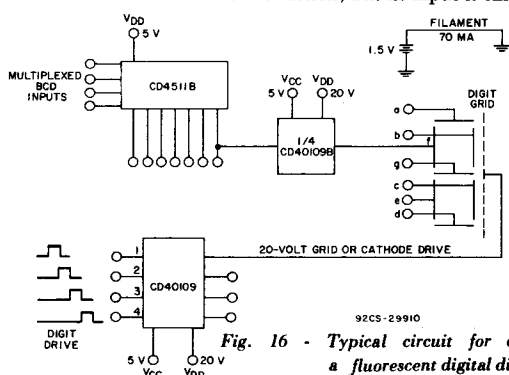 FILAMENT
70 MA
1.5 V
VDD
5 V
MULTIPLEXED
BCD
INPUTS
CD4511B
VCC
5 V
VDD
20 V
1/4
CD40109B
DIGIT
GRID
a
b
f
g
c
e
d
20-VOLT GRID OR CATHODE DRIVE
1
2
3
4
CD40109
DIGIT
DRIVE
5 V
VCC
20 V
VDD
92CS-29910
Fig. 16 - Typical circuit for
a fluorescent digital